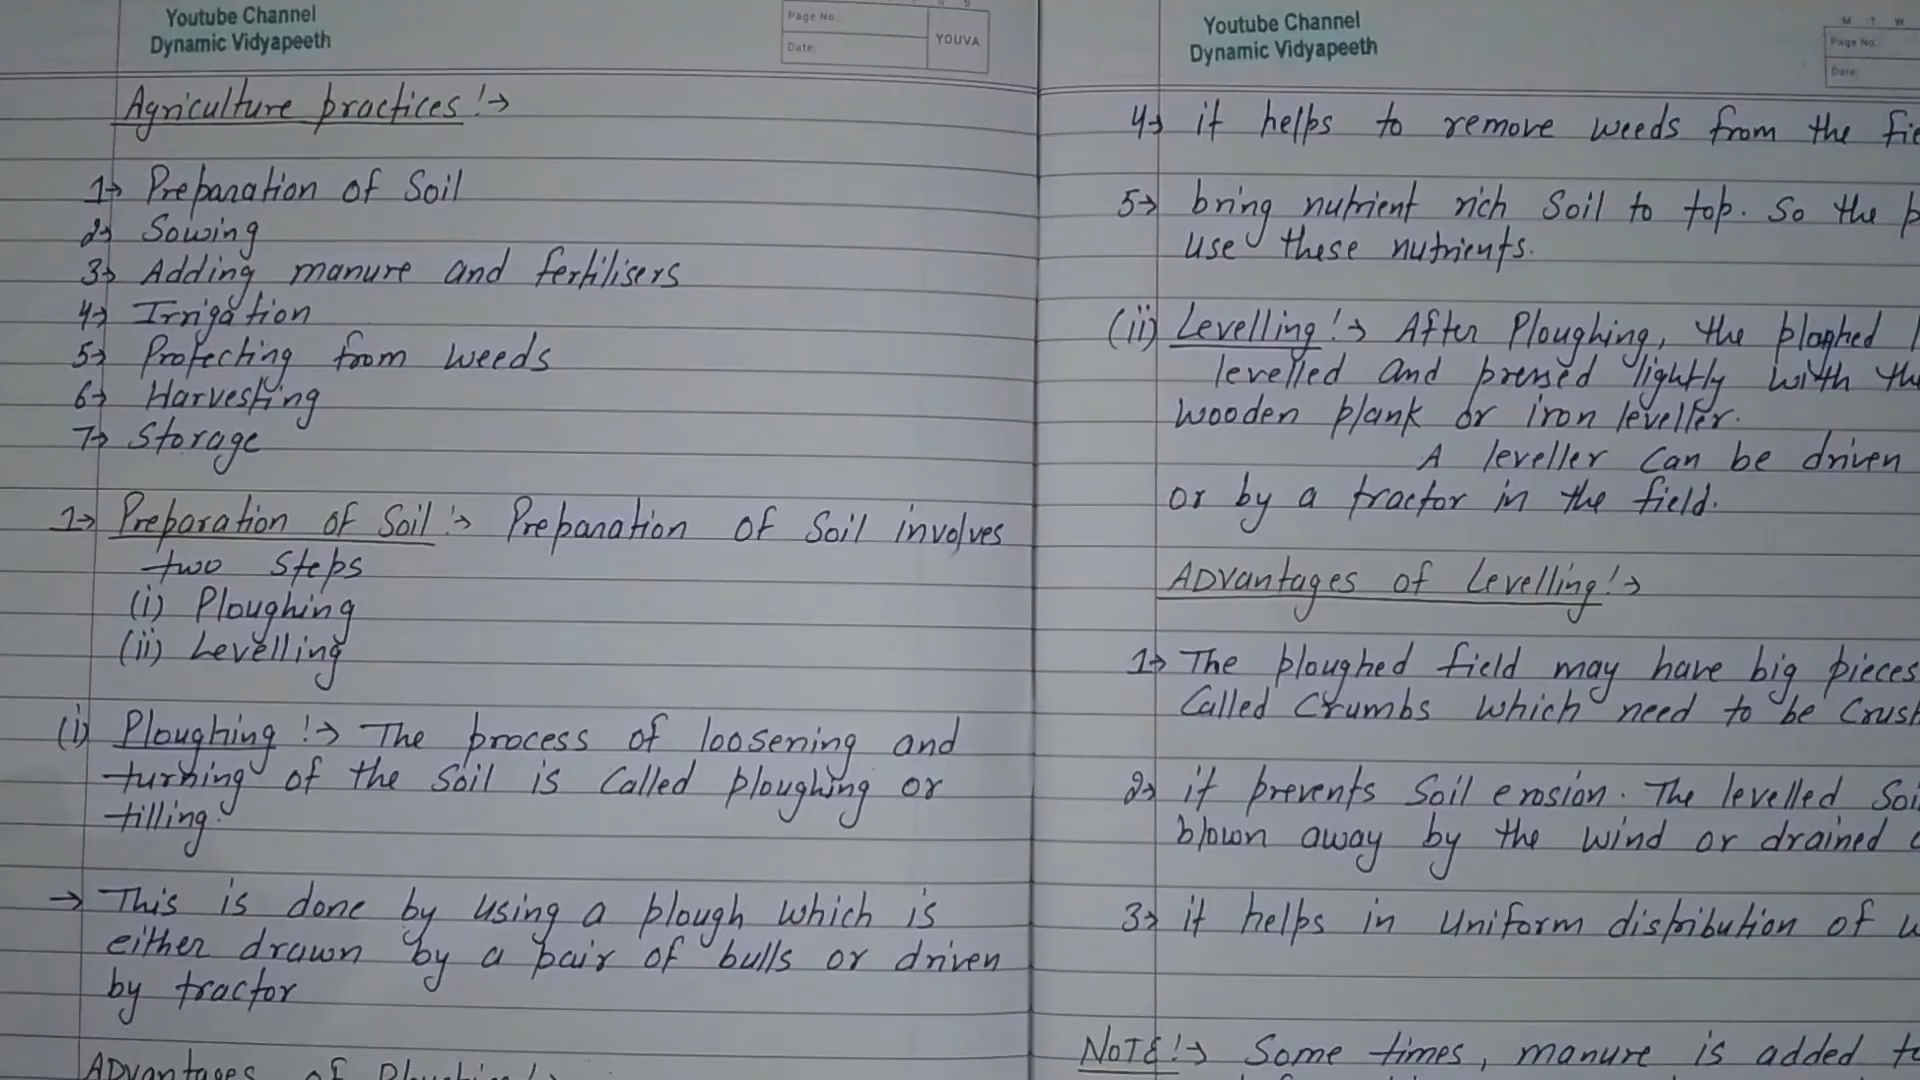 Youtube Channel
Dynamic Vidyapeeth
Page No.:
Date:
YOUVA
Agriculture practices :→
1→ Preparation of Soil
2→ Sowing
3→ Adding manure and fertilisers
4→ Irrigation
5→ Protecting from weeds
6→ Harvesting
7→ Storage
1→ Preparation of Soil :→ Preparation of Soil involves
two steps
(i) Ploughing
(ii) Levelling
(i) Ploughing :→ The process of loosening and
turning of the soil is called ploughing or
tilling.
→ This is done by using a plough which is
either drawn by a pair of bulls or driven
by tractor
Advantages of Ploughing :→
Youtube Channel
Dynamic Vidyapeeth
M T W
Page No.
Date:
4→ it helps to remove weeds from the fie
5→ bring nutrient rich soil to top. So the p
use these nutrients.
(ii) Levelling :→ After Ploughing, the
levelled and pressed lightly with the
wooden plank or iron leveller.
A leveller can be driven
or by a tractor in the field.
Advantages of Levelling :→
1→ The ploughed field may have big pieces
Called Crumbs which need to be Crush
2→ it prevents soil erosion. The levelled Soi
blown away by the wind or drained
3→ it helps in uniform distribution of w
NOTE :→ Some times, manure is added to